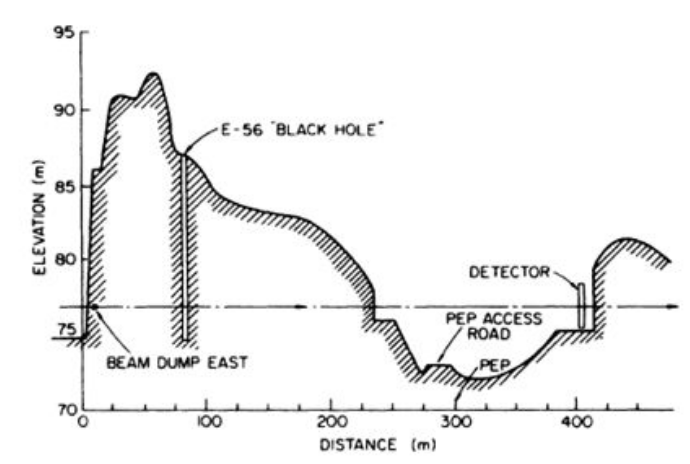 95
90
E-56 "BLACK HOLE"
85
ELEVATION (m)
80
DETECTOR
75
PEP ACCESS
ROAD
BEAM DUMP EAST
PEP
70
0
100
200
300
400
DISTANCE (m)